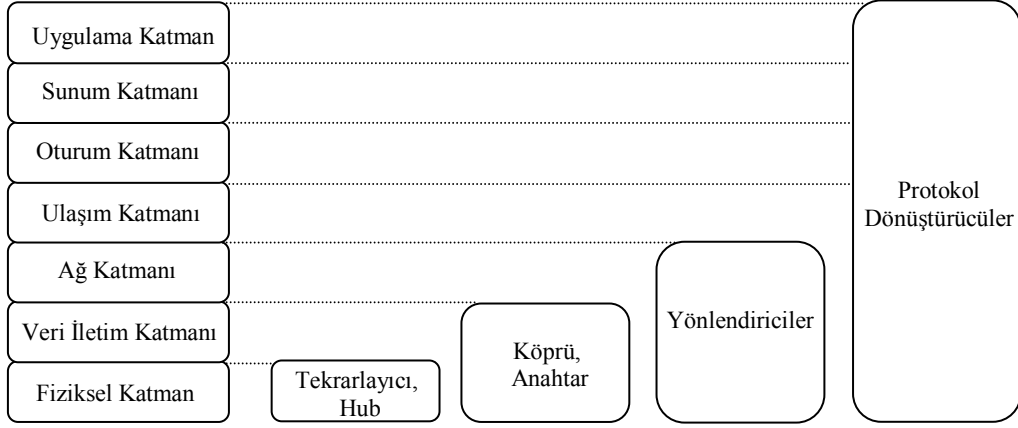 Uygulama Katman
Sunum Katmanı
Oturum Katmanı
Ulaşım Katmanı
Ağ Katmanı
Veri İletim Katmanı
Fiziksel Katman
Tekrarlayıcı,
Hub
Köprü,
Anahtar
Yönlendiriciler
Protokol
Dönüştürücüler